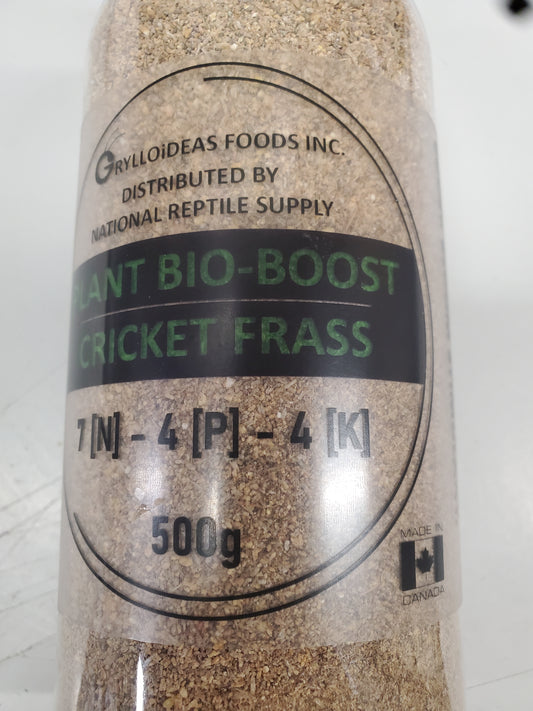 GRYLLOiDEAS FOODS INC.
DISTRIBUTED BY
NATIONAL REPTILE SUPPLY
PLANT BIO-BOOST
CRICKET FRASS
7 [N] - 4 [P] - 4 [K]
500g
MADE IN
CANADA